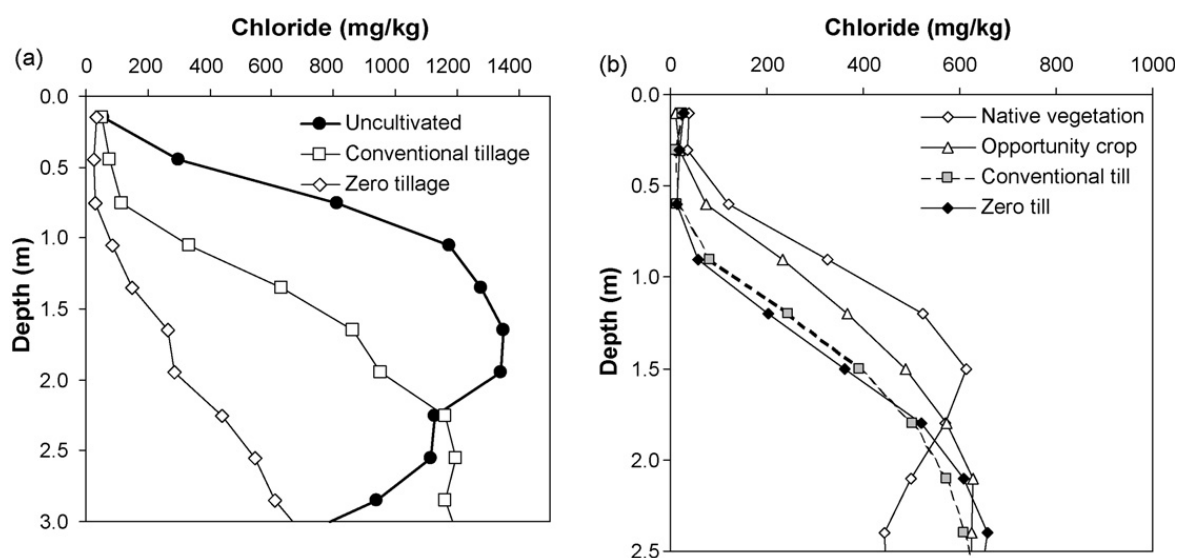 Chloride (mg/kg)
(a)
0 200 400 600 800 1000 1200 1400
0.0
0.5
1.0
1.5
2.0
2.5
3.0
Depth (m)
Uncultivated
Conventional tillage
Zero tillage
Chloride (mg/kg)
(b)
0 200 400 600 800 1000
0.0
0.5
1.0
1.5
2.0
2.5
Depth (m)
Native vegetation
Opportunity crop
Conventional till
Zero till